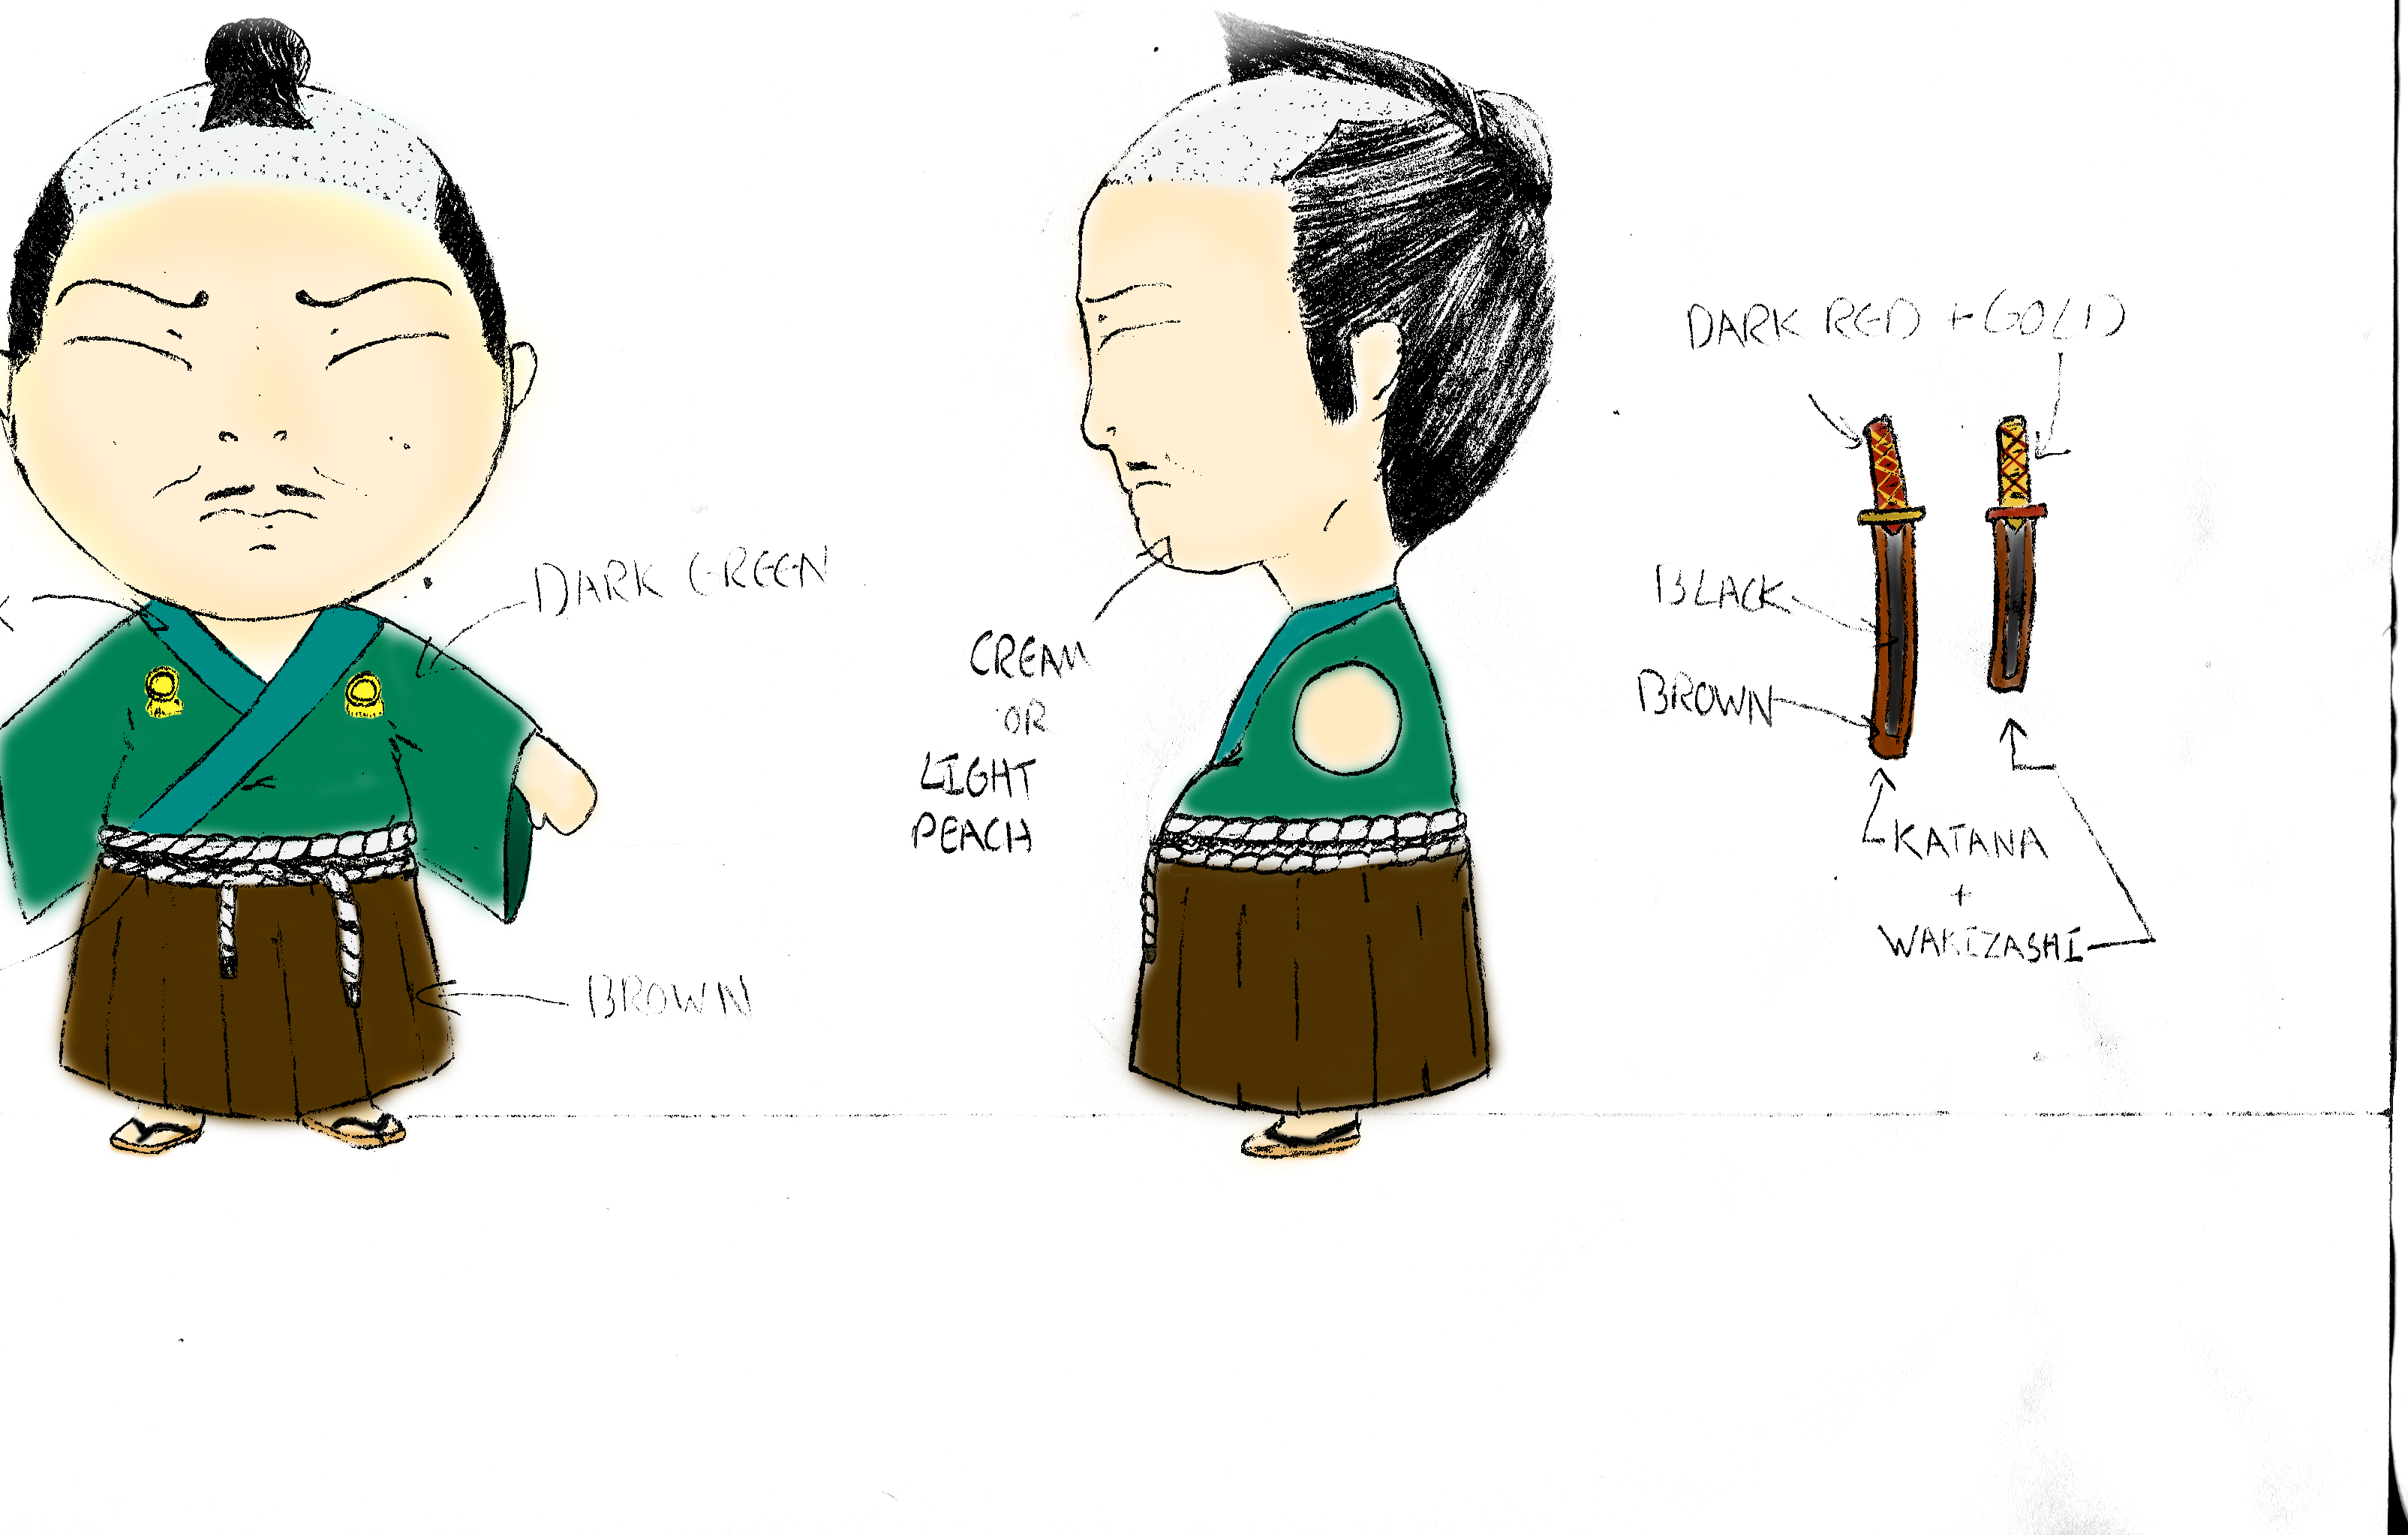 DARK GREEN
BROWN
CREAM
OR
LIGHT
PEACH
DARK RED + GOLD
BLACK
BROWN
KATANA
+
WAKIZASHI